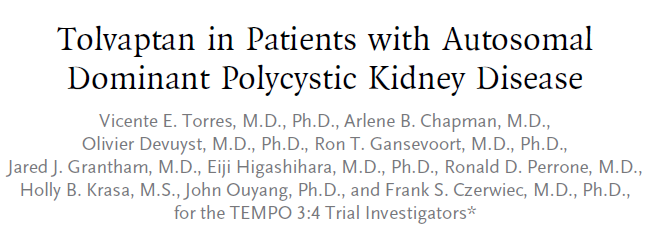 Tolvaptan in Patients with Autosomal
Dominant Polycystic Kidney Disease
Vicente E. Torres, M.D., Ph.D., Arlene B. Chapman, M.D.,
Olivier Devuyst, M.D., Ph.D., Ron T. Gansevoort, M.D., Ph.D.,
Jared J. Grantham, M.D., Eiji Higashihara, M.D., Ph.D., Ronald D. Perrone, M.D.,
Holly B. Krasa, M.S., John Ouyang, Ph.D., and Frank S. Czerwiec, M.D., Ph.D.,
for the TEMPO 3:4 Trial Investigators*